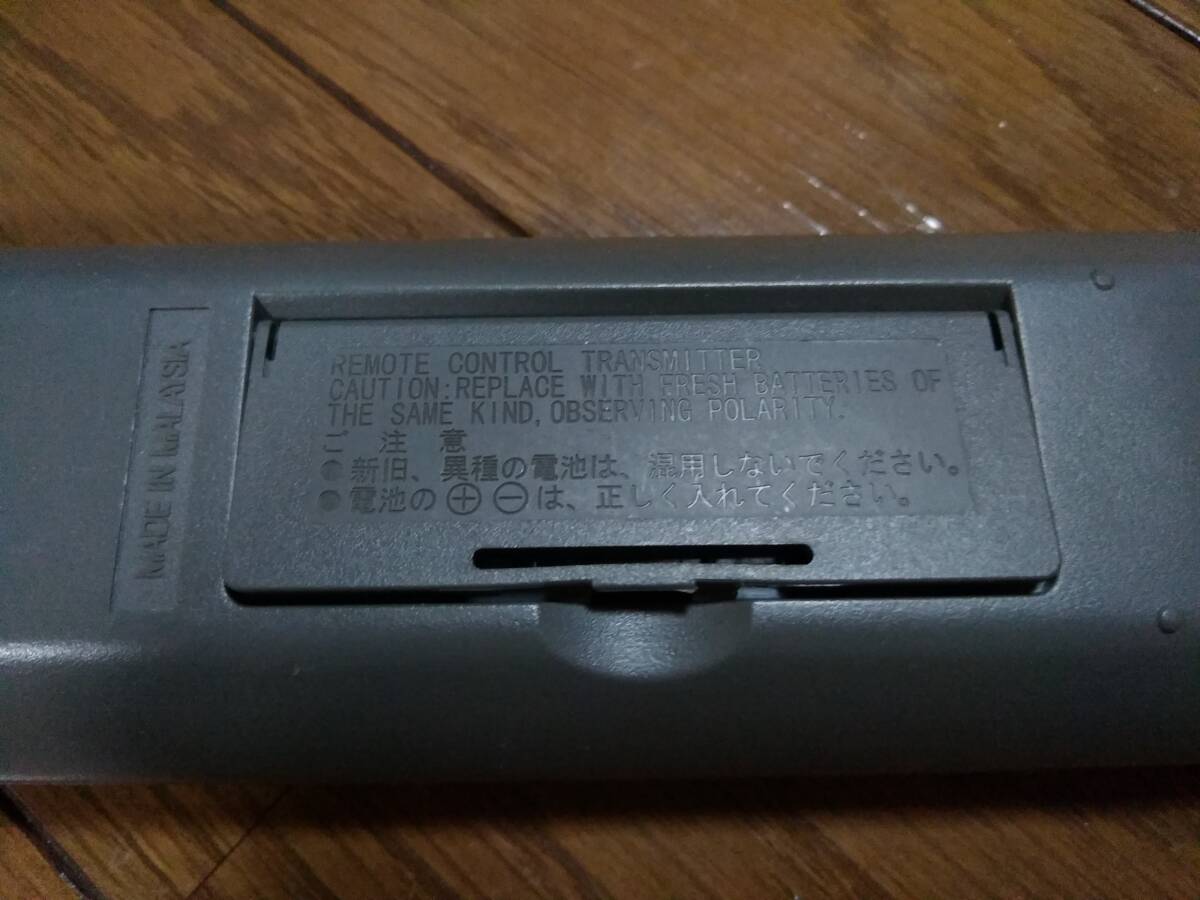 MADE IN MALAYSIA
REMOTE CONTROL TRANSMITTER
CAUTION:REPLACE WITH FRESH BATTERIES OF
THE SAME KIND,OBSERVING POLARITY.
ご 注 意
●新旧、異種の電池は、混用しないでください。
●電池の⊕⊖は、正しく入れてください。